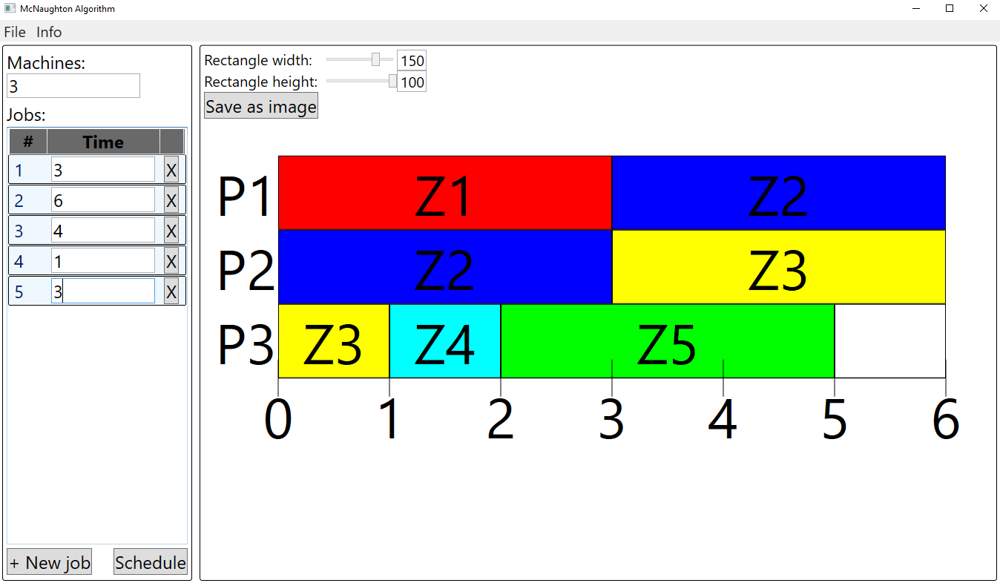 McNaughton Algorithm
File Info
Machines:
3
Jobs:
# Time
1 3 X
2 6 X
3 4 X
4 1 X
5 3 X
+ New job Schedule
Rectangle width: 150
Rectangle height: 100
Save as image
P1 Z1 Z2
P2 Z2 Z3
P3 Z3 Z4 Z5
0 1 2 3 4 5 6